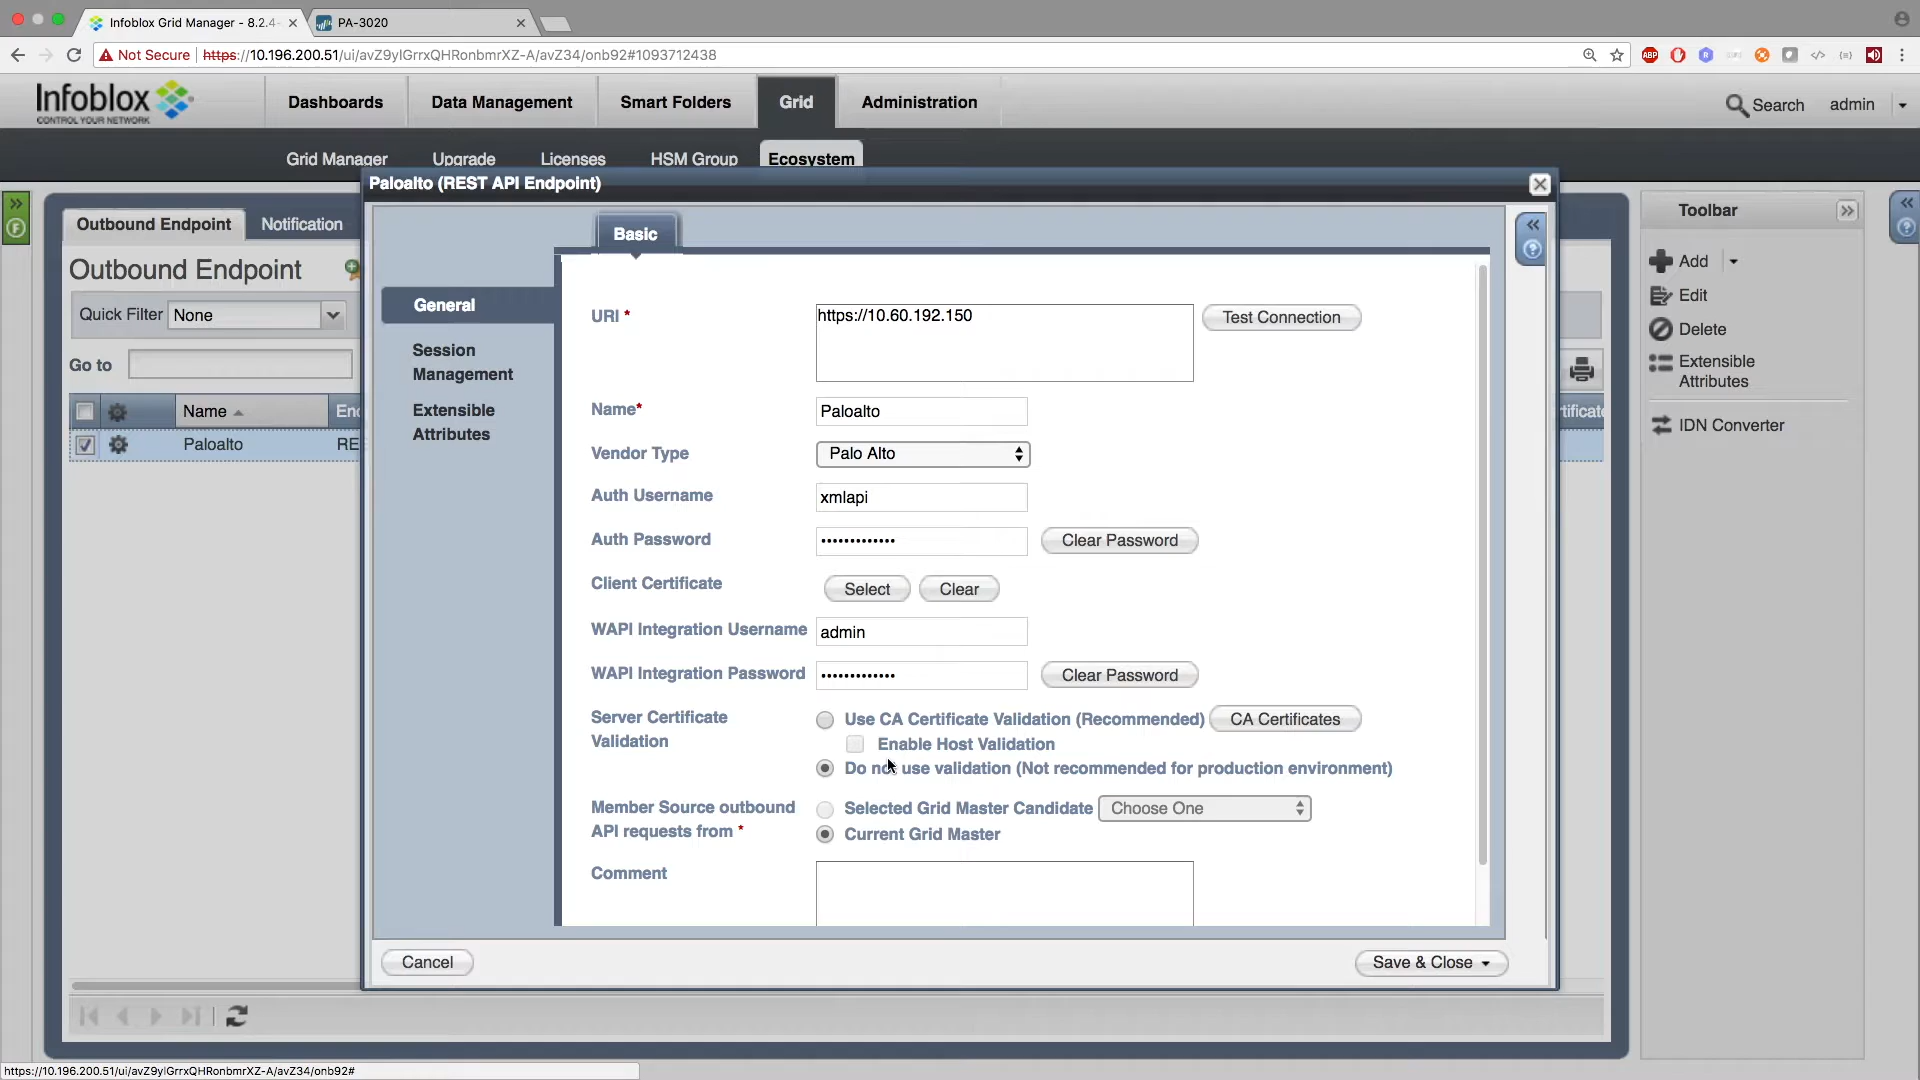 Infoblox Grid Manager - 8.2.4-
PA-3020
Not Secure
https://10.196.200.51/ui/avZ9yIGrrxQHRonbmrXZ-A/avZ34/onb92#1093712438
ABP
Infoblox
CONTROL YOUR NETWORK
Dashboards
Data Management
Smart Folders
Grid
Administration
Search
admin
Grid Manager
Upgrade
Licenses
HSM Group
Ecosystem
Paloalto (REST API Endpoint)
Outbound Endpoint
Notification
Outbound Endpoint
Quick Filter
None
Go to
Name
Paloalto
RE
Basic
General
Session
Management
Extensible
Attributes
URI *
https://10.60.192.150
Test Connection
Name*
Paloalto
Vendor Type
Palo Alto
Auth Username
xmlapi
Auth Password
•••••••••••••
Clear Password
Client Certificate
Select
Clear
WAPI Integration Username
admin
WAPI Integration Password
•••••••••••••
Clear Password
Server Certificate
Validation
Use CA Certificate Validation (Recommended)
CA Certificates
Enable Host Validation
Do not use validation (Not recommended for production environment)
Member Source outbound
API requests from *
Selected Grid Master Candidate
Choose One
Current Grid Master
Comment
Cancel
Save & Close
Toolbar
Add
Edit
Delete
Extensible
Attributes
IDN Converter
https://10.196.200.51/ui/avZ9yIGrrxQHRonbmrXZ-A/avZ34/onb92#